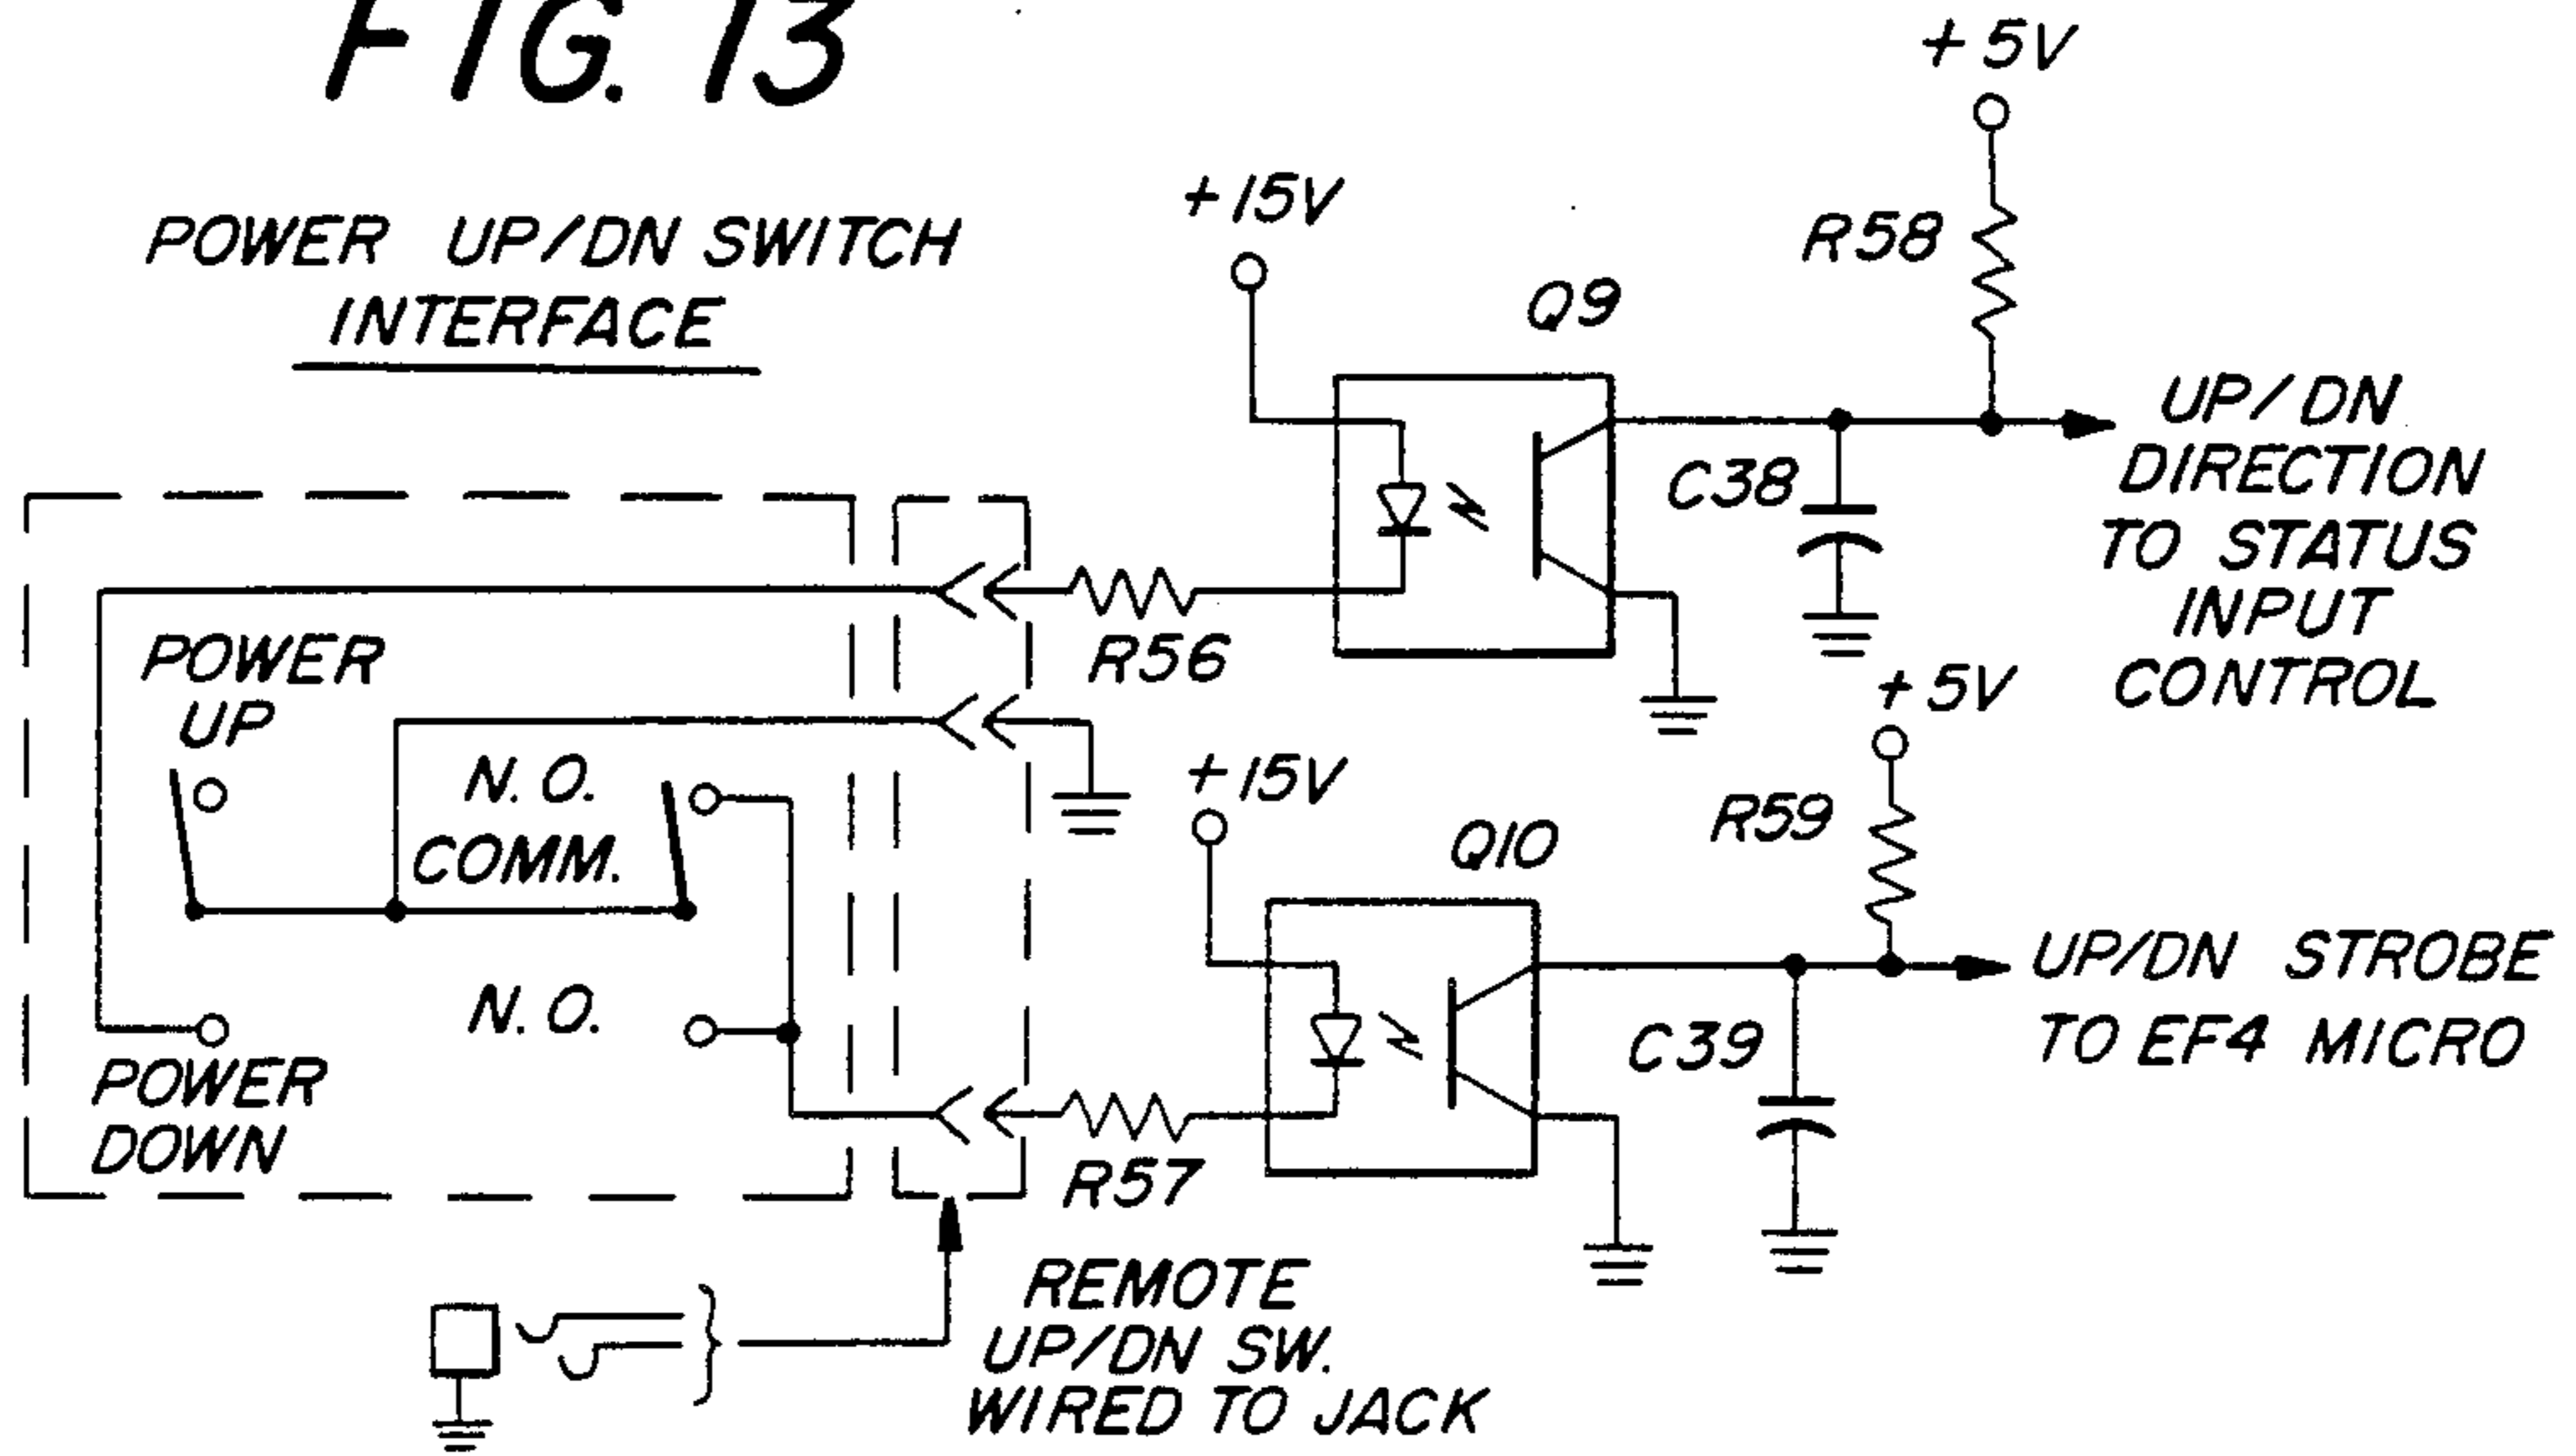 FIG. 13
POWER UP/DN SWITCH
INTERFACE
+5V
+15V
R58
Q9
UP/DN
DIRECTION
TO STATUS
INPUT
CONTROL
C38
R56
POWER
UP
N.O.
COMM.
N.O.
POWER
DOWN
+15V
Q10
+5V
R59
UP/DN STROBE
TO EF4 MICRO
C39
R57
REMOTE
UP/DN SW.
WIRED TO JACK